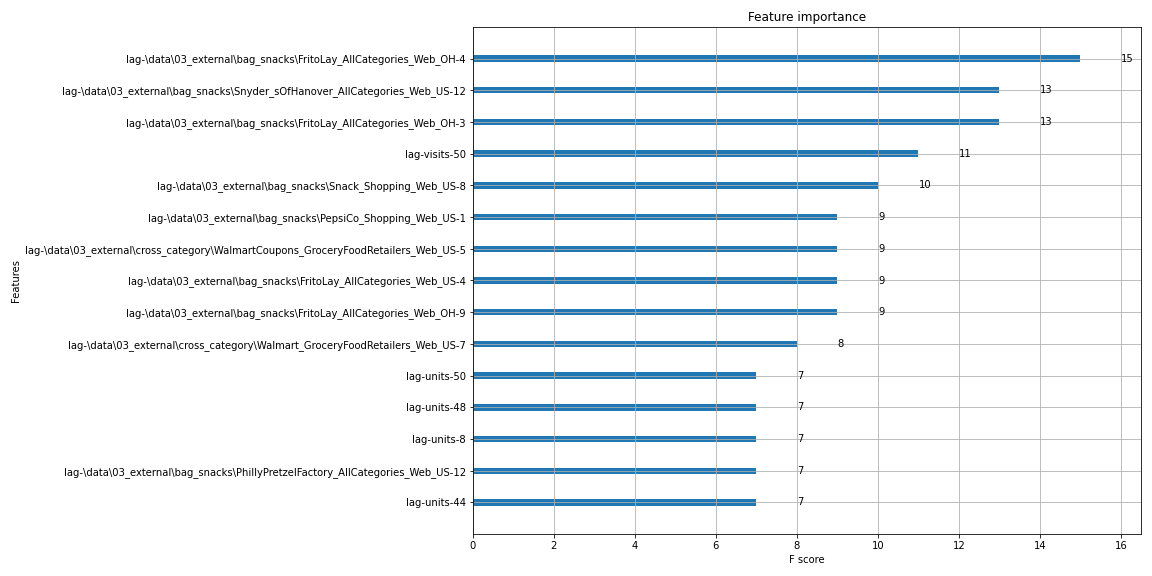 Feature importance
lag-\data\03_external\bag_snacks\FritoLay_AllCategories_Web_OH-4 15
lag-\data\03_external\bag_snacks\Snyder_sOfHanover_AllCategories_Web_US-12 13
lag-\data\03_external\bag_snacks\FritoLay_AllCategories_Web_OH-3 13
lag-visits-50 11
lag-\data\03_external\bag_snacks\Snack_Shopping_Web_US-8 10
lag-\data\03_external\bag_snacks\PepsiCo_Shopping_Web_US-1 9
lag-\data\03_external\cross_category\WalmartCoupons_GroceryFoodRetailers_Web_US-5 9
lag-\data\03_external\bag_snacks\FritoLay_AllCategories_Web_US-4 9
lag-\data\03_external\bag_snacks\FritoLay_AllCategories_Web_OH-9 9
lag-\data\03_external\cross_category\Walmart_GroceryFoodRetailers_Web_US-7 8
lag-units-50 7
lag-units-48 7
lag-units-8 7
lag-\data\03_external\bag_snacks\PhillyPretzelFactory_AllCategories_Web_US-12 7
lag-units-44 7
Features
0 2 4 6 8 10 12 14 16
F score